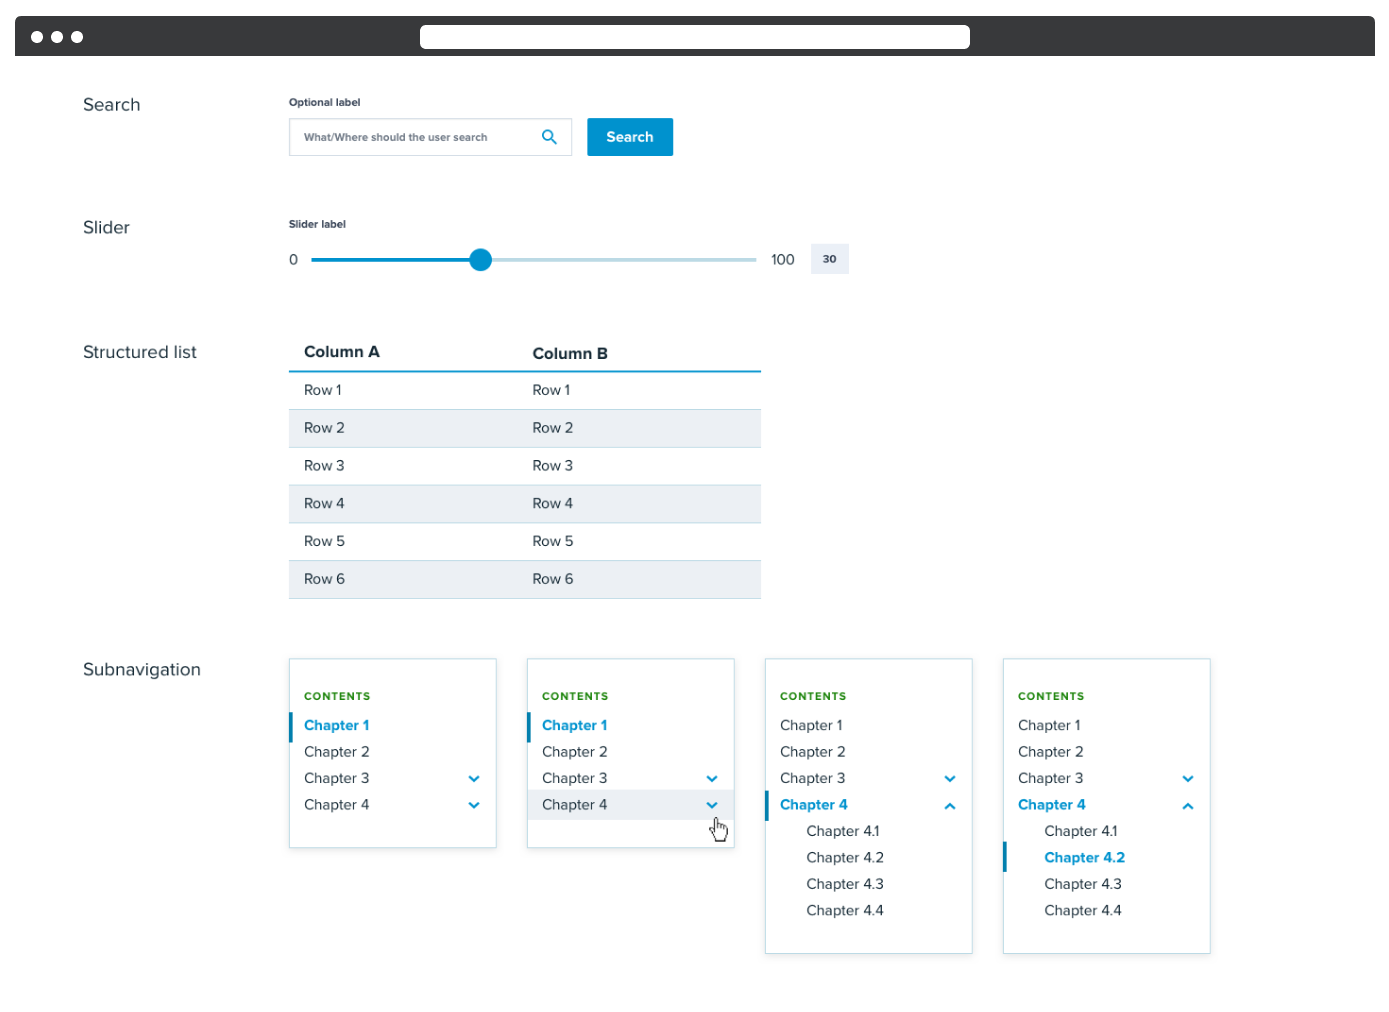 Search
Optional label
What/Where should the user search
Search
Slider
Slider label
0 100 30
Structured list
Column A Column B
Row 1 Row 1
Row 2 Row 2
Row 3 Row 3
Row 4 Row 4
Row 5 Row 5
Row 6 Row 6
Subnavigation
CONTENTS
Chapter 1
Chapter 2
Chapter 3
Chapter 4
CONTENTS
Chapter 1
Chapter 2
Chapter 3
Chapter 4
CONTENTS
Chapter 1
Chapter 2
Chapter 3
Chapter 4
Chapter 4.1
Chapter 4.2
Chapter 4.3
Chapter 4.4
CONTENTS
Chapter 1
Chapter 2
Chapter 3
Chapter 4
Chapter 4.1
Chapter 4.2
Chapter 4.3
Chapter 4.4